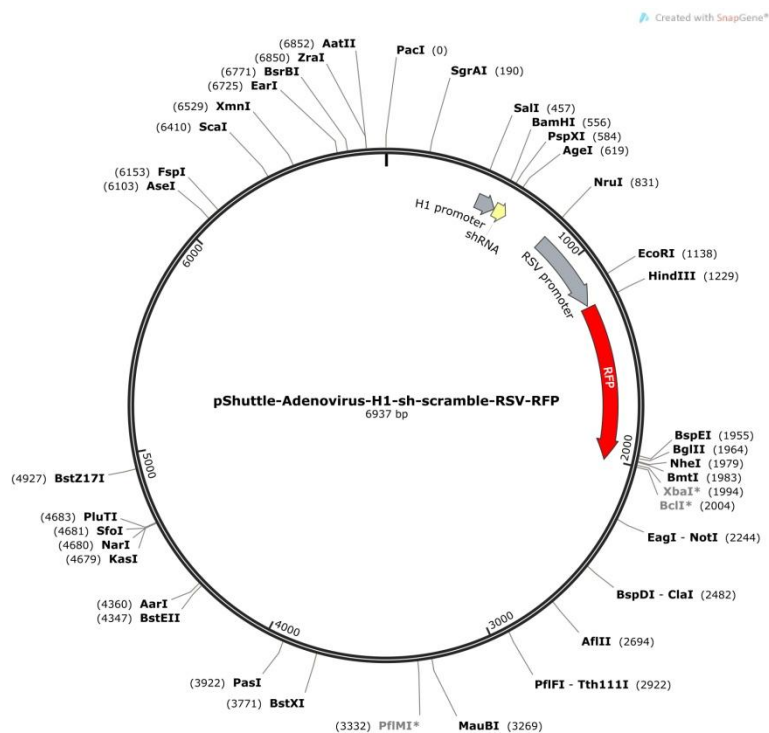 Created with SnapGene®
PacI (0)
SgrAI (190)
SalI (457)
BamHI (556)
PspXI (584)
AgeI (619)
NruI (831)
EcoRI (1138)
HindIII (1229)
BspEI (1955)
BglII (1964)
NheI (1979)
BmtI (1983)
XbaI* (1994)
BclI* (2004)
EagI - NotI (2244)
BspDI - ClaI (2482)
AflII (2694)
PflFI - Tth111I (2922)
MauBI (3269)
(3332) PflMI*
(3771) BstXI
(3922) PasI
(4347) BstEII
(4360) AarI
(4679) KasI
(4680) NarI
(4681) SfoI
(4683) PluTI
(4927) BstZ17I
(6103) AseI
(6153) FspI
(6410) ScaI
(6529) XmnI
(6725) EarI
(6771) BsrBI
(6850) ZraI
(6852) AatII
H1 promoter
shRNA
RSV promoter
RFP
1000
2000
3000
4000
5000
6000
pShuttle-Adenovirus-H1-sh-scramble-RSV-RFP
6937 bp